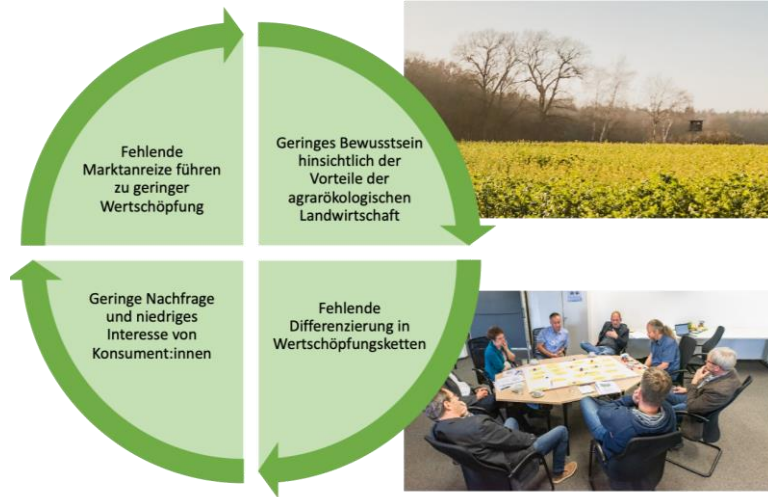 Fehlende
Marktanreize führen
zu geringer
Wertschöpfung
Geringes Bewusstsein
hinsichtlich der
Vorteile der
agrarökologischen
Landwirtschaft
Geringe Nachfrage
und niedriges
Interesse von
Konsument:innen
Fehlende
Differenzierung in
Wertschöpfungsketten